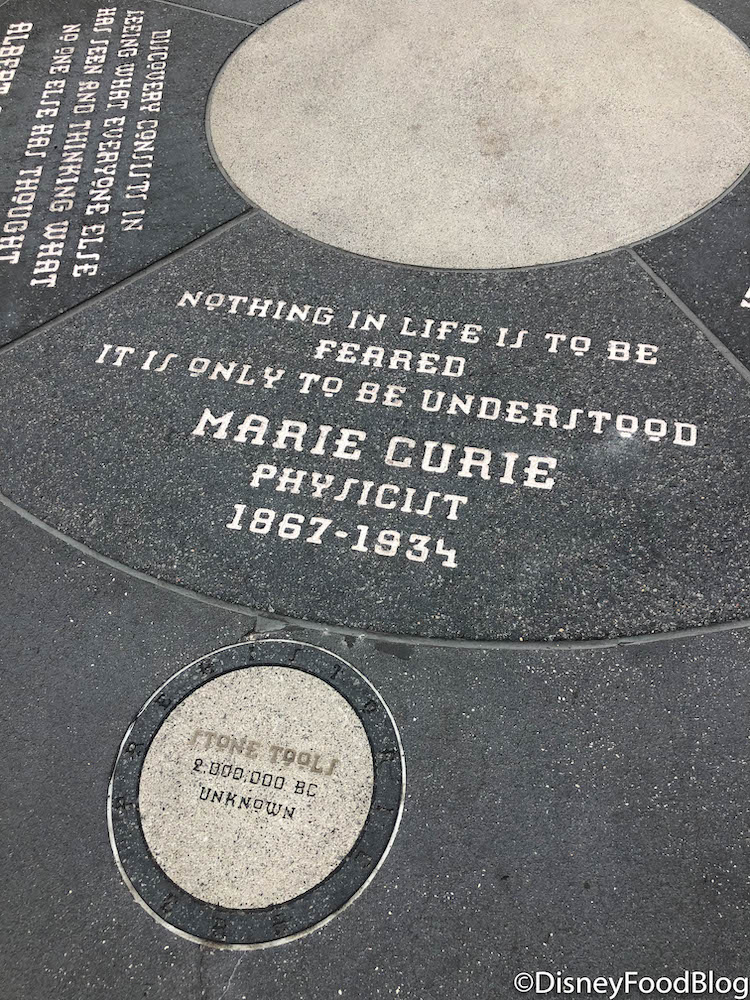 DISCOVERY CONSISTS IN
SEEING WHAT EVERYONE ELSE
HAS SEEN AND THINKING WHAT
NO ONE ELSE HAS THOUGHT
ALBERT
NOTHING IN LIFE IS TO BE
FEARED
IT IS ONLY TO BE UNDERSTOOD
MARIE CURIE
PHYSICIST
1867-1934
STONE TOOLS
2,000,000 BC
UNKNOWN
©DisneyFoodBlog